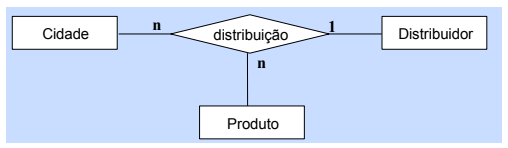 n
1
Cidade
distribuição
Distribuidor
n
Produto